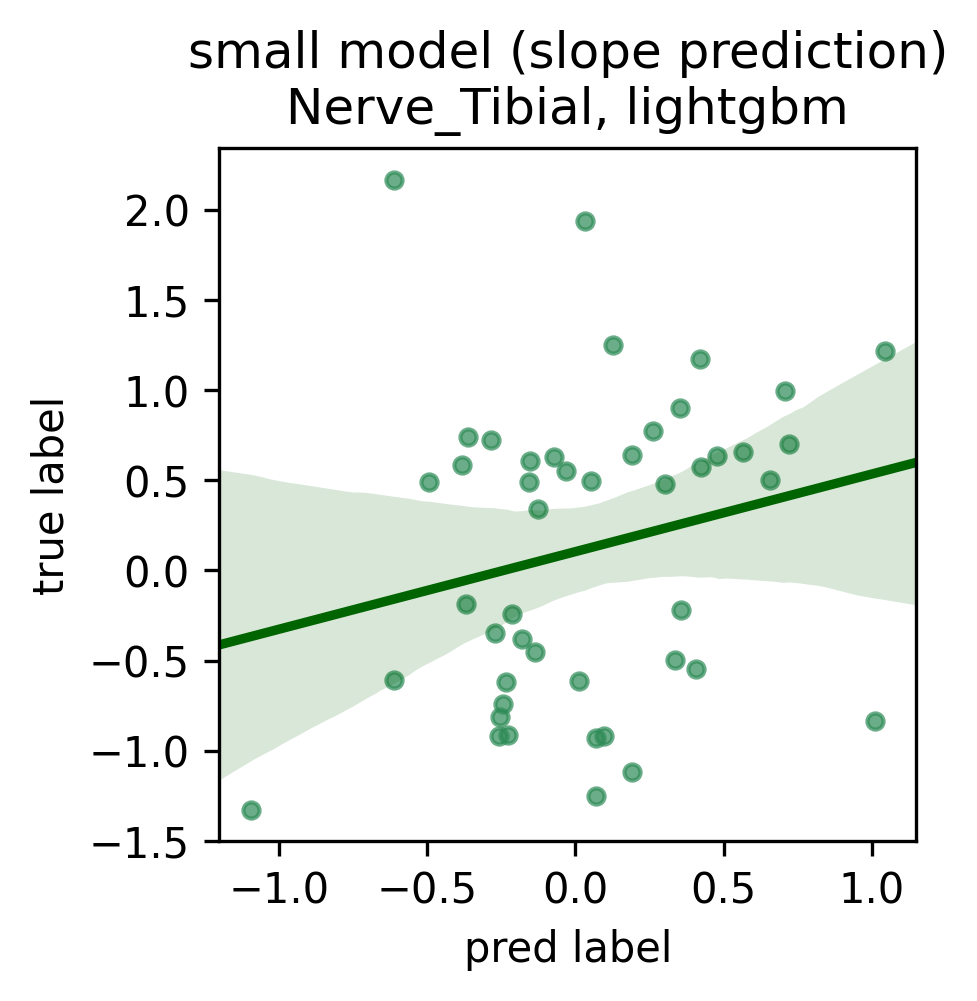 small model (slope prediction)
Nerve_Tibial, lightgbm
2.0
1.5
1.0
0.5
0.0
−0.5
−1.0
−1.5
true label
−1.0 −0.5 0.0 0.5 1.0
pred label